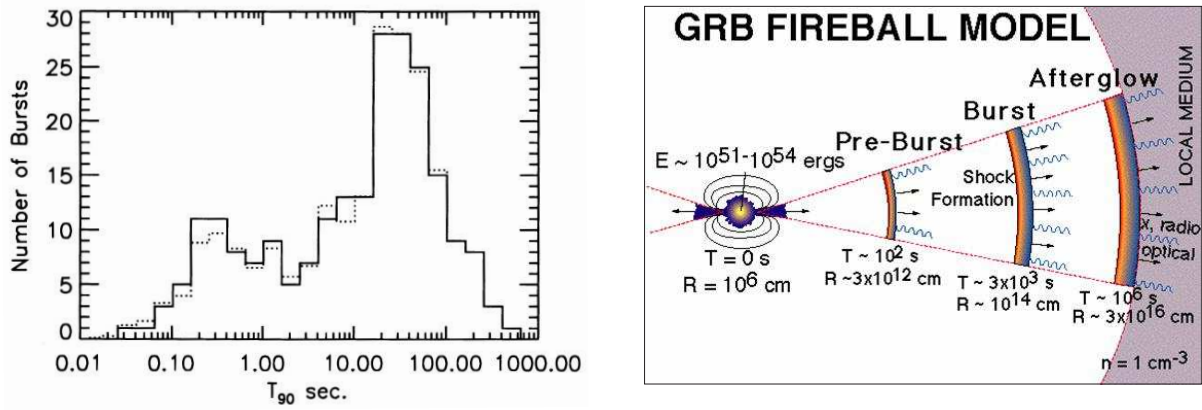 Number of Bursts
30
25
20
15
10
5
0
0.01 0.10 1.00 10.00 100.00 1000.00
T90 sec.
GRB FIREBALL MODEL
Afterglow
Burst
Pre-Burst
LOCAL MEDIUM
E ~ 10^51-10^54 ergs
Shock
Formation
x, radio
optical
T = 0 s
R = 10^6 cm
T ~ 10^2 s
R ~3x10^12 cm
T ~ 3x10^3 s
R ~ 10^14 cm
T ~ 10^6 s
R ~ 3x10^16 cm
n = 1 cm^-3